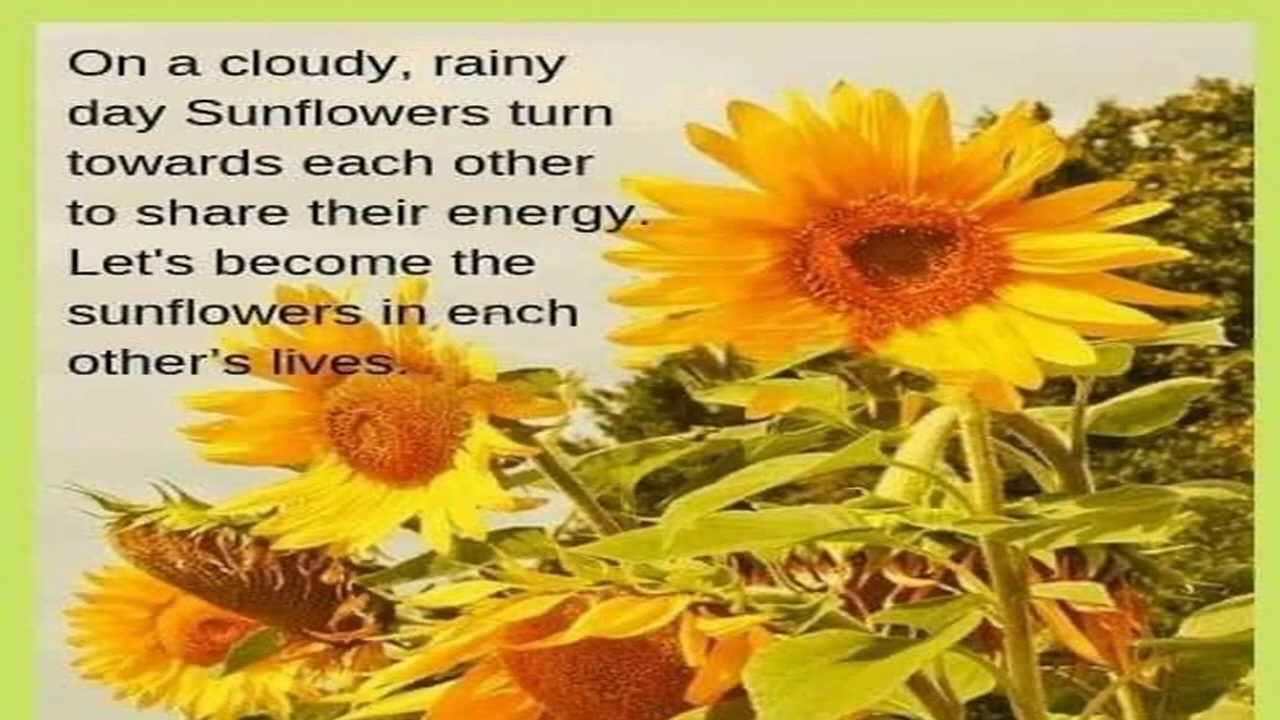 On a cloudy, rainy
day Sunflowers turn
towards each other
to share their energy.
Let's become the
sunflowers in each
other's lives.